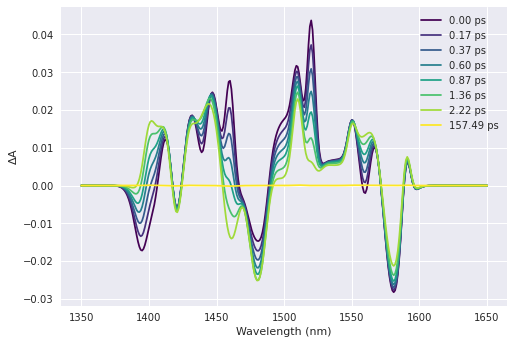 0.04
0.03
0.02
0.01
0.00
−0.01
−0.02
−0.03
ΔA
1350 1400 1450 1500 1550 1600 1650
Wavelength (nm)
0.00 ps
0.17 ps
0.37 ps
0.60 ps
0.87 ps
1.36 ps
2.22 ps
157.49 ps